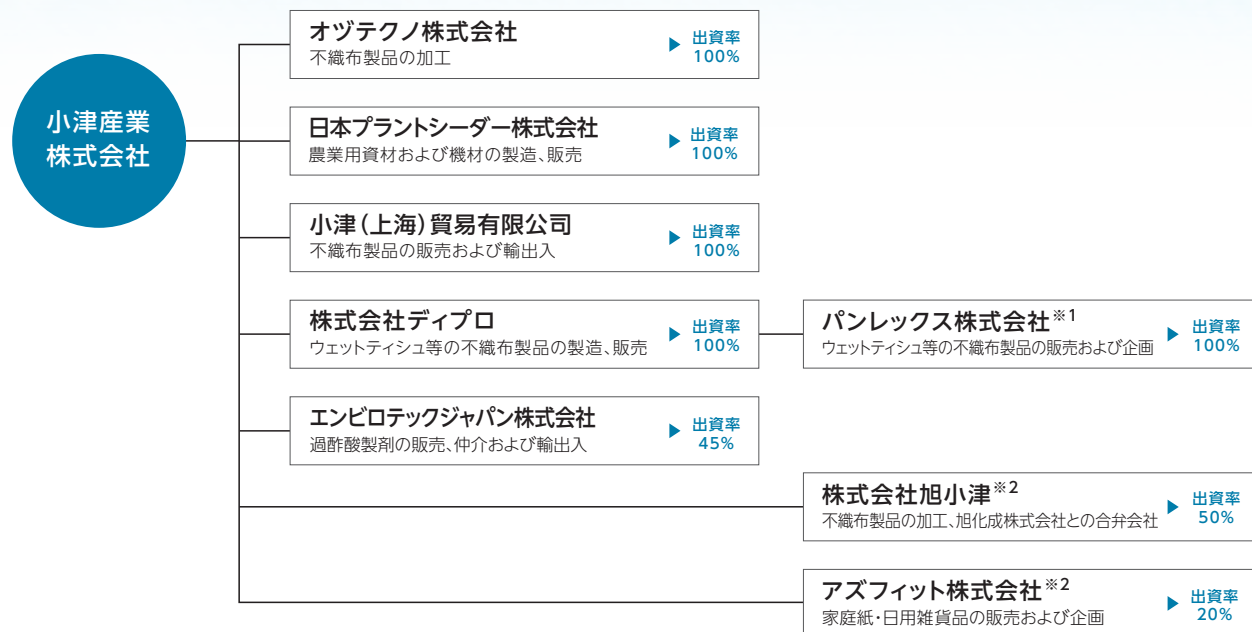 小津産業
株式会社
オヅテクノ株式会社
不織布製品の加工
▶ 出資率
100%
日本プラントシーダー株式会社
農業用資材および機材の製造、販売
▶ 出資率
100%
小津(上海)貿易有限公司
不織布製品の販売および輸出入
▶ 出資率
100%
株式会社ディプロ
ウェットティシュ等の不織布製品の製造、販売
▶ 出資率
100%
パンレックス株式会社※1
ウェットティシュ等の不織布製品の販売および企画
▶ 出資率
100%
エンビロテックジャパン株式会社
過酢酸製剤の販売、仲介および輸出入
▶ 出資率
45%
株式会社旭小津※2
不織布製品の加工、旭化成株式会社との合弁会社
▶ 出資率
50%
アズフィット株式会社※2
家庭紙・日用雑貨品の販売および企画
▶ 出資率
20%